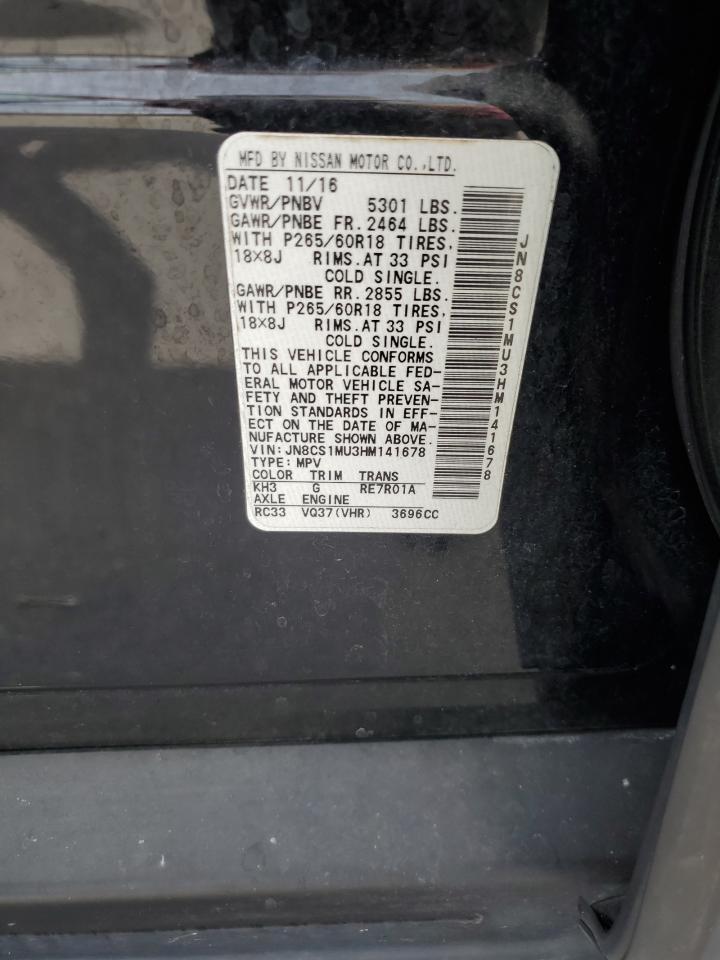 MFD BY NISSAN MOTOR CO.,LTD.
DATE 11/16
GVWR/PNBV 5301 LBS.
GAWR/PNBE FR. 2464 LBS.
WITH P265/60R18 TIRES,
18×8J RIMS. AT 33 PSI
COLD SINGLE.
GAWR/PNBE RR. 2855 LBS.
WITH P265/60R18 TIRES,
18×8J RIMS. AT 33 PSI
COLD SINGLE.
THIS VEHICLE CONFORMS
TO ALL APPLICABLE FED-
ERAL MOTOR VEHICLE SA-
FETY AND THEFT PREVEN-
TION STANDARDS IN EFF-
ECT ON THE DATE OF MA-
NUFACTURE SHOWN ABOVE.
VIN: JN8CS1MU3HM141678
TYPE: MPV
COLOR TRIM TRANS
KH3 G RE7R01A
AXLE ENGINE
RC33 VQ37(VHR) 3696CC
JN8CS1MU3HM141678